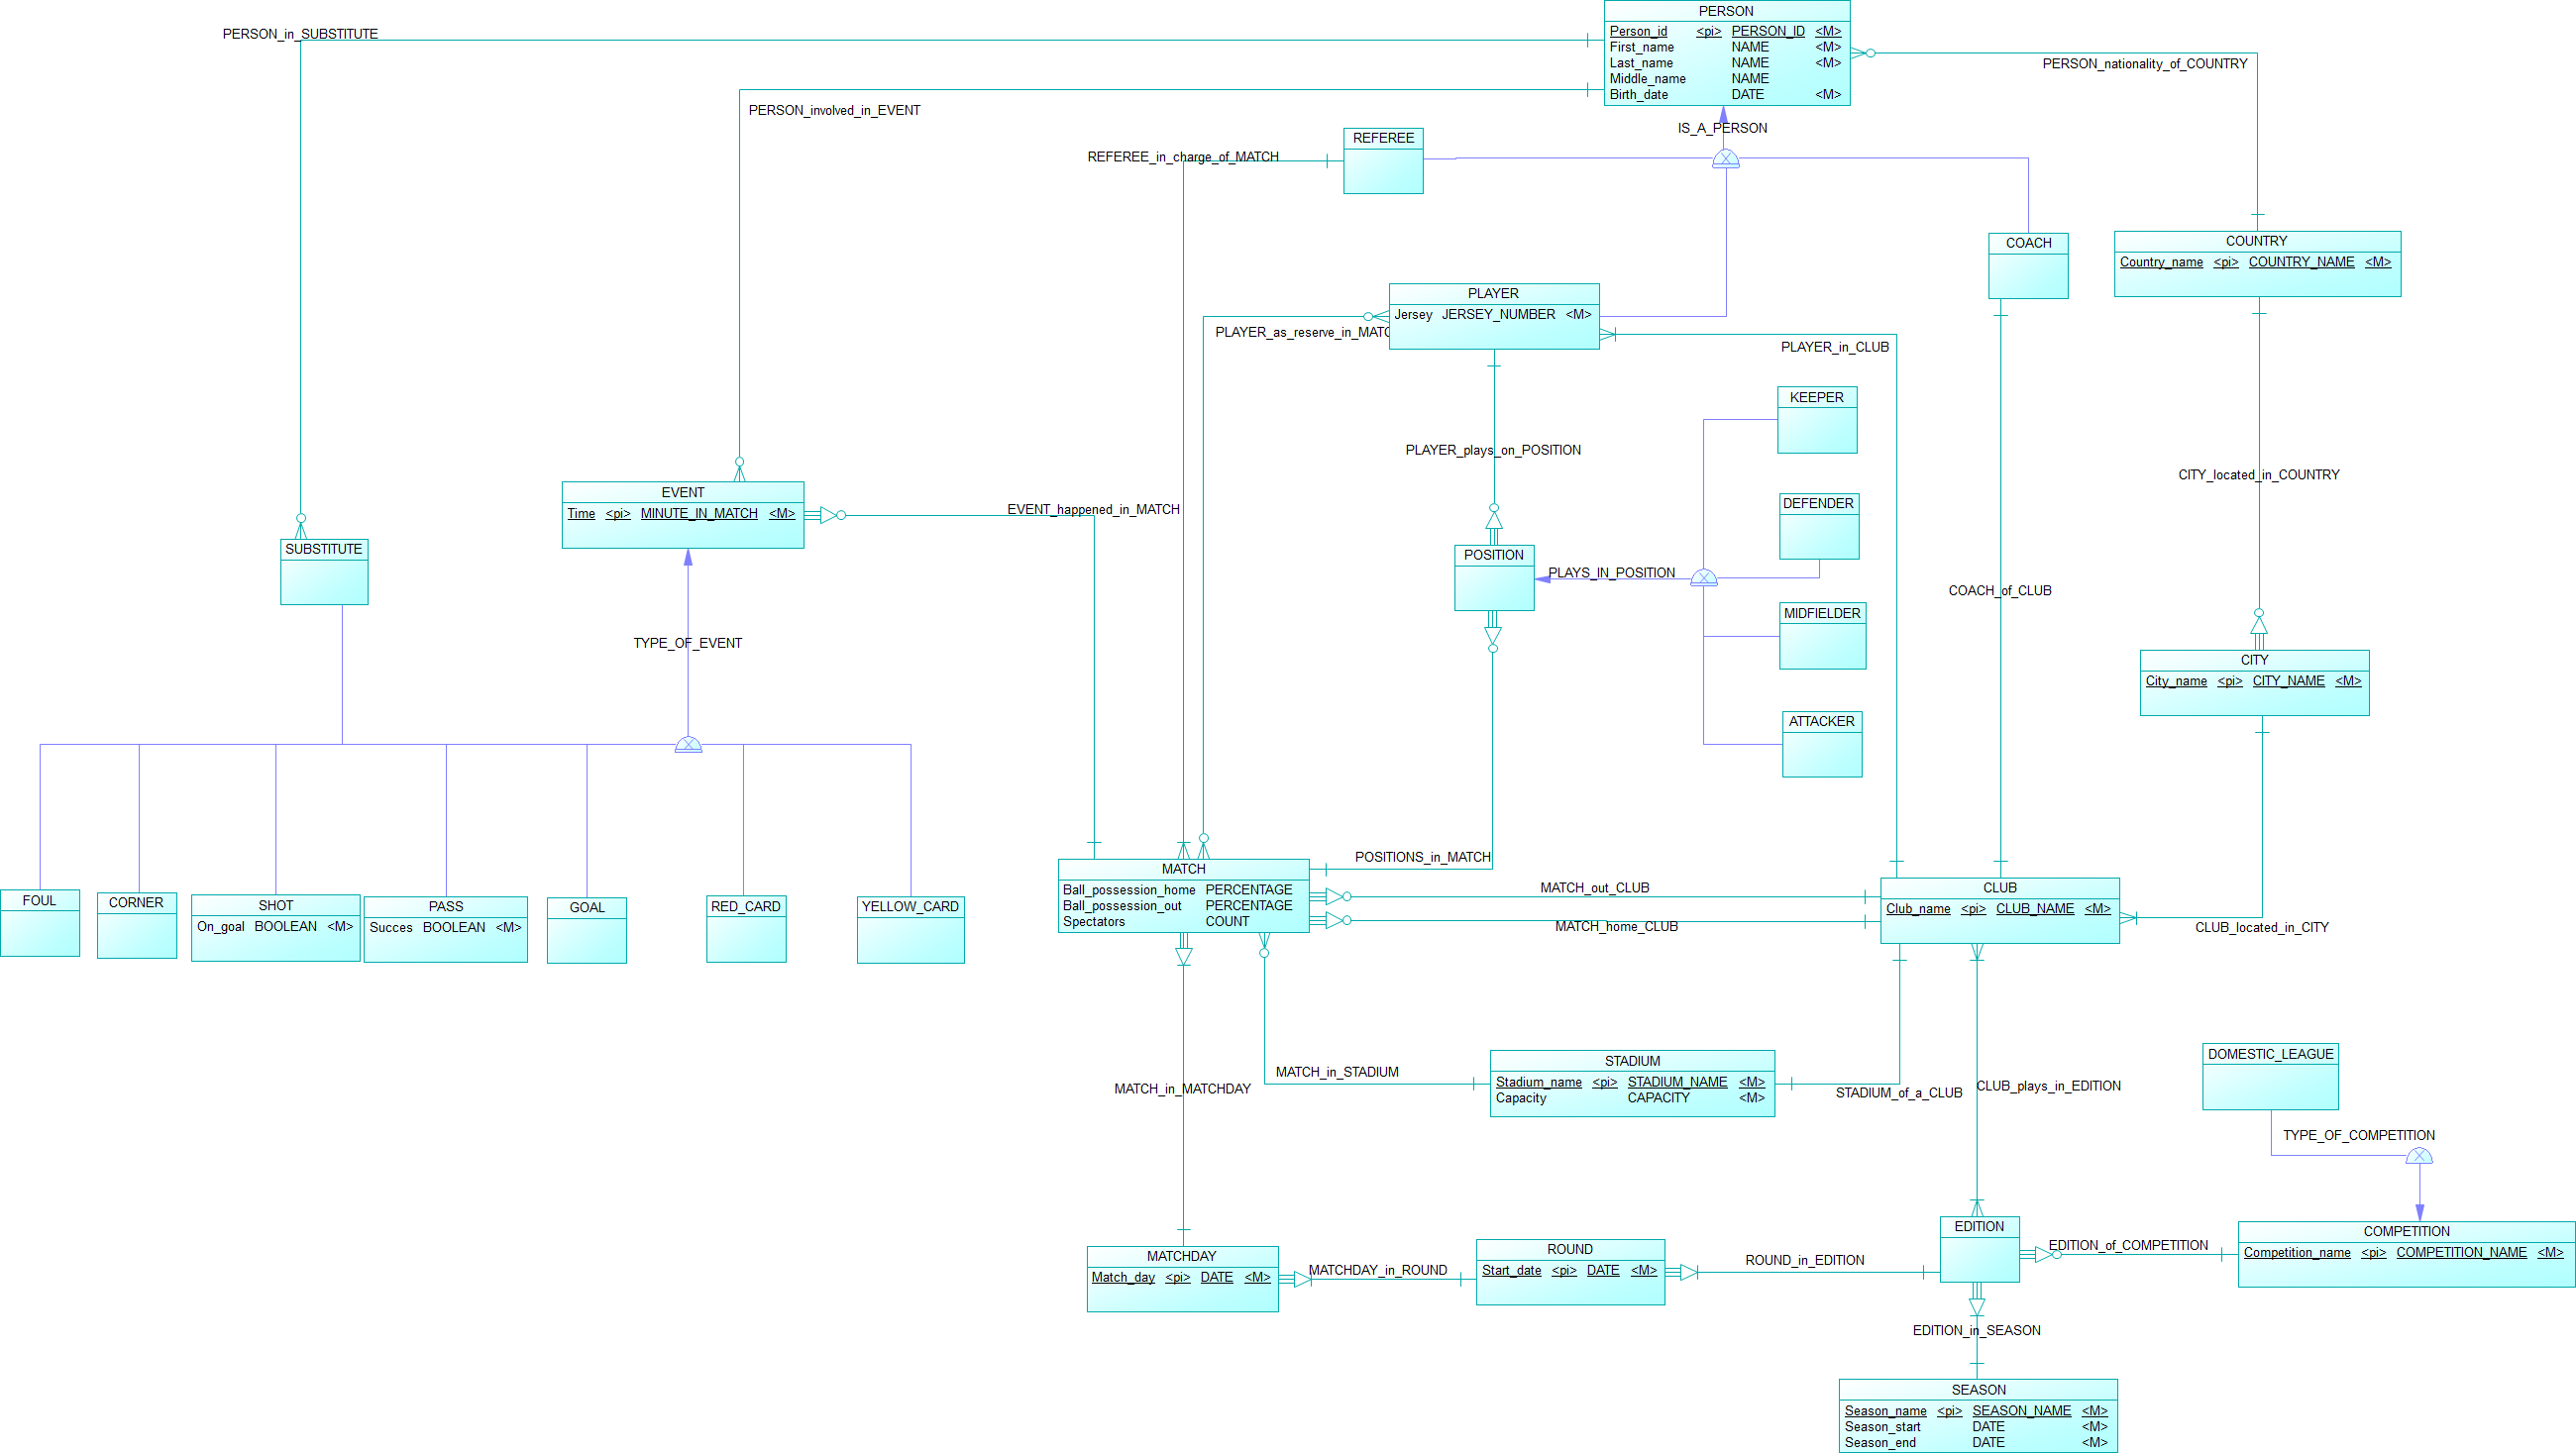 PERSON
Person_id <pi> PERSON_ID <M>
First_name NAME <M>
Last_name NAME <M>
Middle_name NAME
Birth_date DATE <M>
PERSON_in_SUBSTITUTE
PERSON_nationality_of_COUNTRY
PERSON_involved_in_EVENT
IS_A_PERSON
REFEREE
REFEREE_in_charge_of_MATCH
COACH
COUNTRY
Country_name <pi> COUNTRY_NAME <M>
PLAYER
Jersey JERSEY_NUMBER <M>
PLAYER_as_reserve_in_MATC
PLAYER_in_CLUB
KEEPER
PLAYER_plays_on_POSITION
CITY_located_in_COUNTRY
EVENT
Time <pi> MINUTE_IN_MATCH <M>
EVENT_happened_in_MATCH
DEFENDER
SUBSTITUTE
POSITION
PLAYS_IN_POSITION
COACH_of_CLUB
MIDFIELDER
TYPE_OF_EVENT
CITY
City_name <pi> CITY_NAME <M>
ATTACKER
POSITIONS_in_MATCH
MATCH
Ball_possession_home PERCENTAGE
Ball_possession_out PERCENTAGE
Spectators COUNT
MATCH_out_CLUB
MATCH_home_CLUB
CLUB
Club_name <pi> CLUB_NAME <M>
CLUB_located_in_CITY
FOUL
CORNER
SHOT
On_goal BOOLEAN <M>
PASS
Succes BOOLEAN <M>
GOAL
RED_CARD
YELLOW_CARD
MATCH_in_STADIUM
MATCH_in_MATCHDAY
STADIUM
Stadium_name <pi> STADIUM_NAME <M>
Capacity CAPACITY <M>
STADIUM_of_a_CLUB
CLUB_plays_in_EDITION
DOMESTIC_LEAGUE
TYPE_OF_COMPETITION
MATCHDAY
Match_day <pi> DATE <M>
MATCHDAY_in_ROUND
ROUND
Start_date <pi> DATE <M>
ROUND_in_EDITION
EDITION
EDITION_of_COMPETITION
COMPETITION
Competition_name <pi> COMPETITION_NAME <M>
EDITION_in_SEASON
SEASON
Season_name <pi> SEASON_NAME <M>
Season_start DATE <M>
Season_end DATE <M>